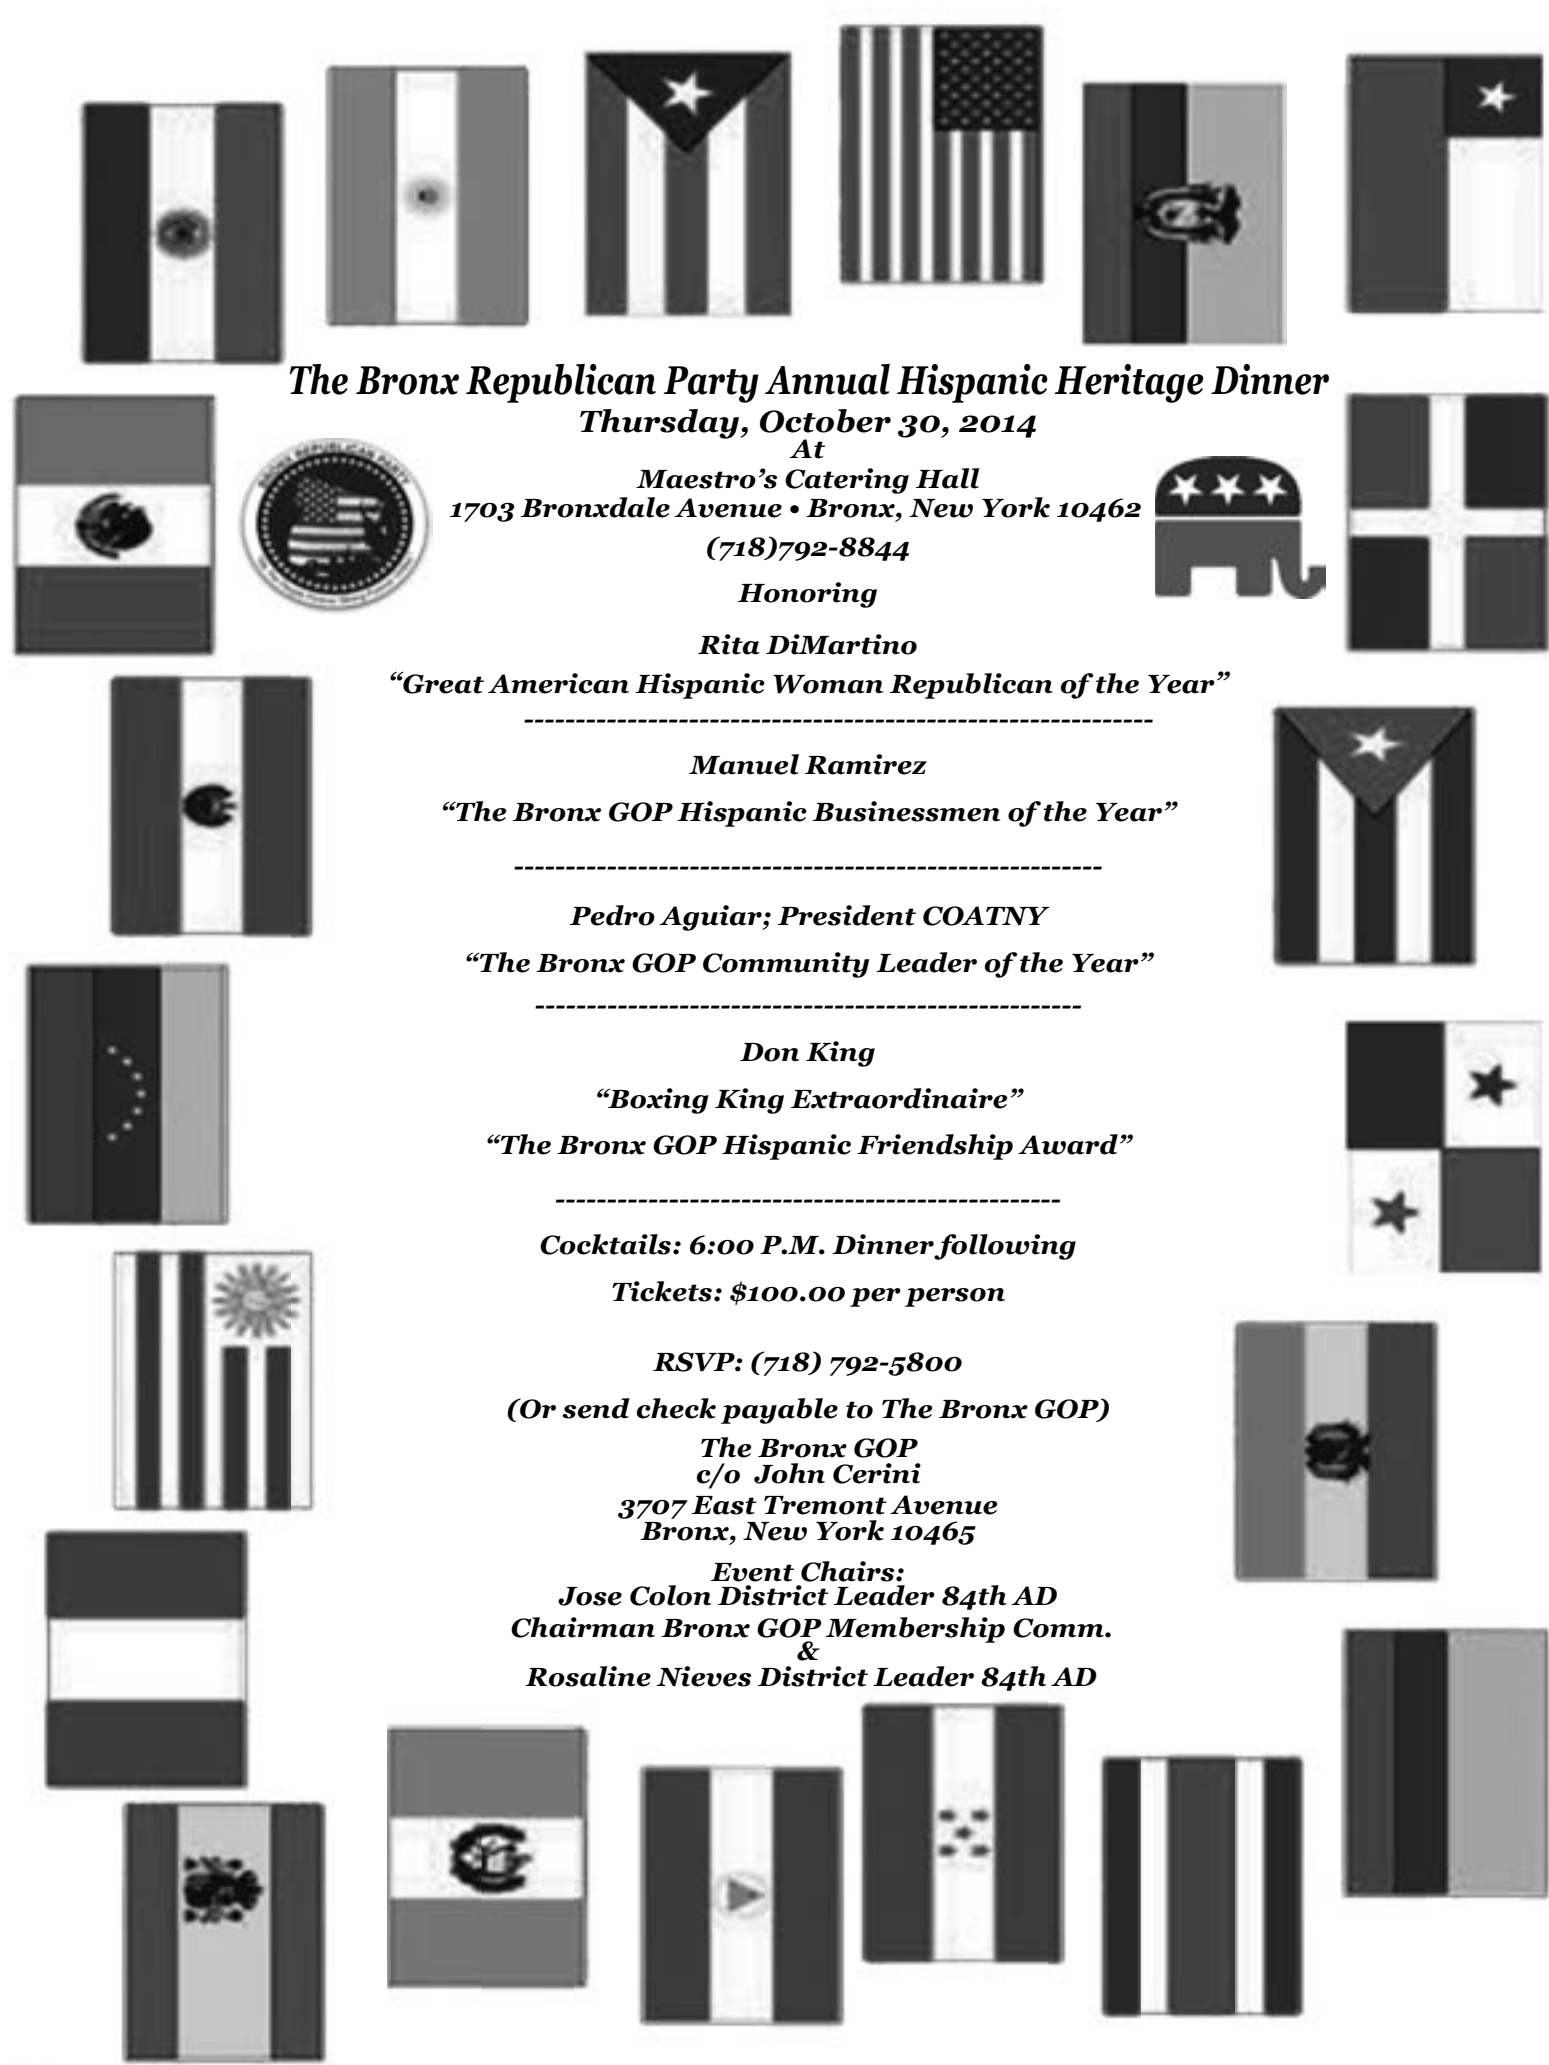 The Bronx Republican Party Annual Hispanic Heritage Dinner
Thursday, October 30, 2014
At
Maestro’s Catering Hall
1703 Bronxdale Avenue • Bronx, New York 10462
(718)792-8844
BRONX REPUBLICAN PARTY
Honoring
Rita DiMartino
“Great American Hispanic Woman Republican of the Year”
-------------------------------------------------------------
Manuel Ramirez
“The Bronx GOP Hispanic Businessmen of the Year”
---------------------------------------------------------
Pedro Aguiar; President COATNY
“The Bronx GOP Community Leader of the Year”
-----------------------------------------------------
Don King
“Boxing King Extraordinaire”
“The Bronx GOP Hispanic Friendship Award”
-------------------------------------------------
Cocktails: 6:00 P.M. Dinner following
Tickets: $100.00 per person
RSVP: (718) 792-5800
(Or send check payable to The Bronx GOP)
The Bronx GOP
c/o  John Cerini
3707 East Tremont Avenue
Bronx, New York 10465
Event Chairs:
Jose Colon District Leader 84th AD
Chairman Bronx GOP Membership Comm.
&
Rosaline Nieves District Leader 84th AD